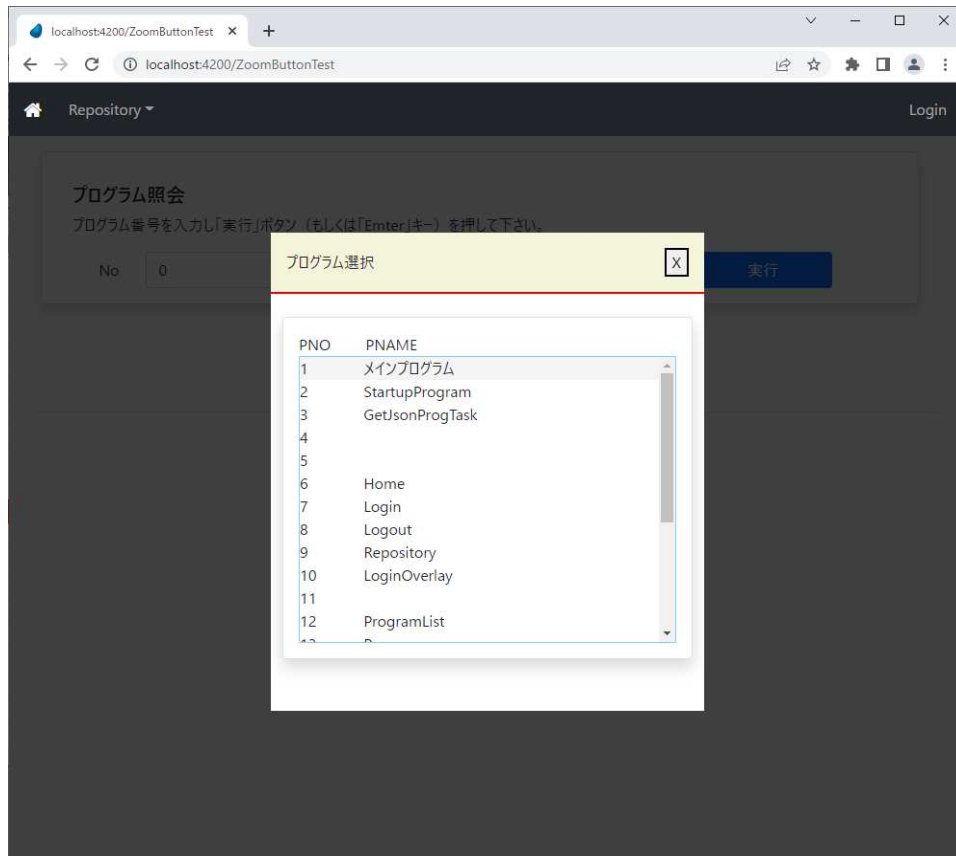 localhost:4200/ZoomButtonTest
localhost:4200/ZoomButtonTest
Repository
Login
プログラム照会
プログラム番号を入力し「実行」ボタン（もしくは「Emter」キー）を押して下さい。
No 0 実行
プログラム選択 X
PNO PNAME
1 メインプログラム
2 StartupProgram
3 GetJsonProgTask
4
5
6 Home
7 Login
8 Logout
9 Repository
10 LoginOverlay
11
12 ProgramList